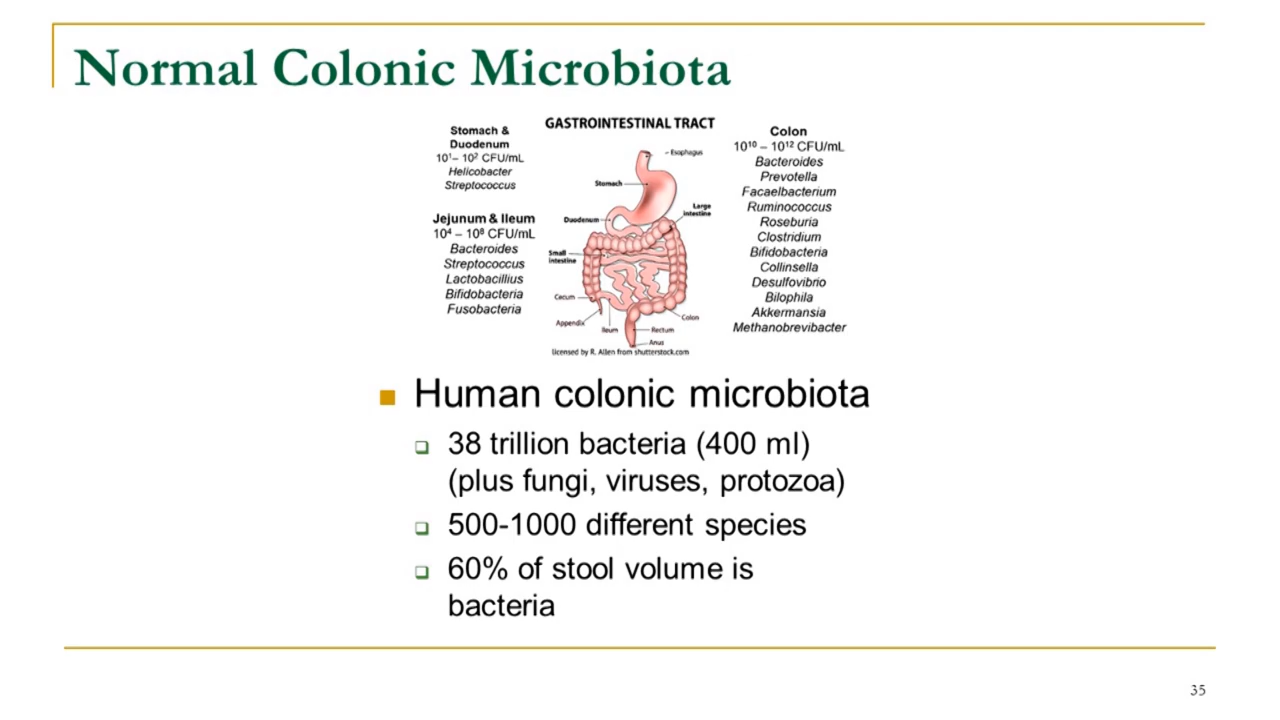 Normal Colonic Microbiota
Stomach &
Duodenum
10¹– 10² CFU/mL
Helicobacter
Streptococcus
Jejunum & Ileum
10⁴ – 10⁸ CFU/mL
Bacteroides
Streptococcus
Lactobacillius
Bifidobacteria
Fusobacteria
GASTROINTESTINAL TRACT
Esophagus
Stomach
Large
intestine
Duodenum
Small
intestine
Cecum
Colon
Appendix
Ileum
Rectum
Anus
licensed by R. Allen from shutterstock.com
Colon
10¹⁰ – 10¹² CFU/mL
Bacteroides
Prevotella
Facaelbacterium
Ruminococcus
Roseburia
Clostridium
Bifidobacteria
Collinsella
Desulfovibrio
Bilophila
Akkermansia
Methanobrevibacter
Human colonic microbiota
38 trillion bacteria (400 ml)
(plus fungi, viruses, protozoa)
500-1000 different species
60% of stool volume is
bacteria
35